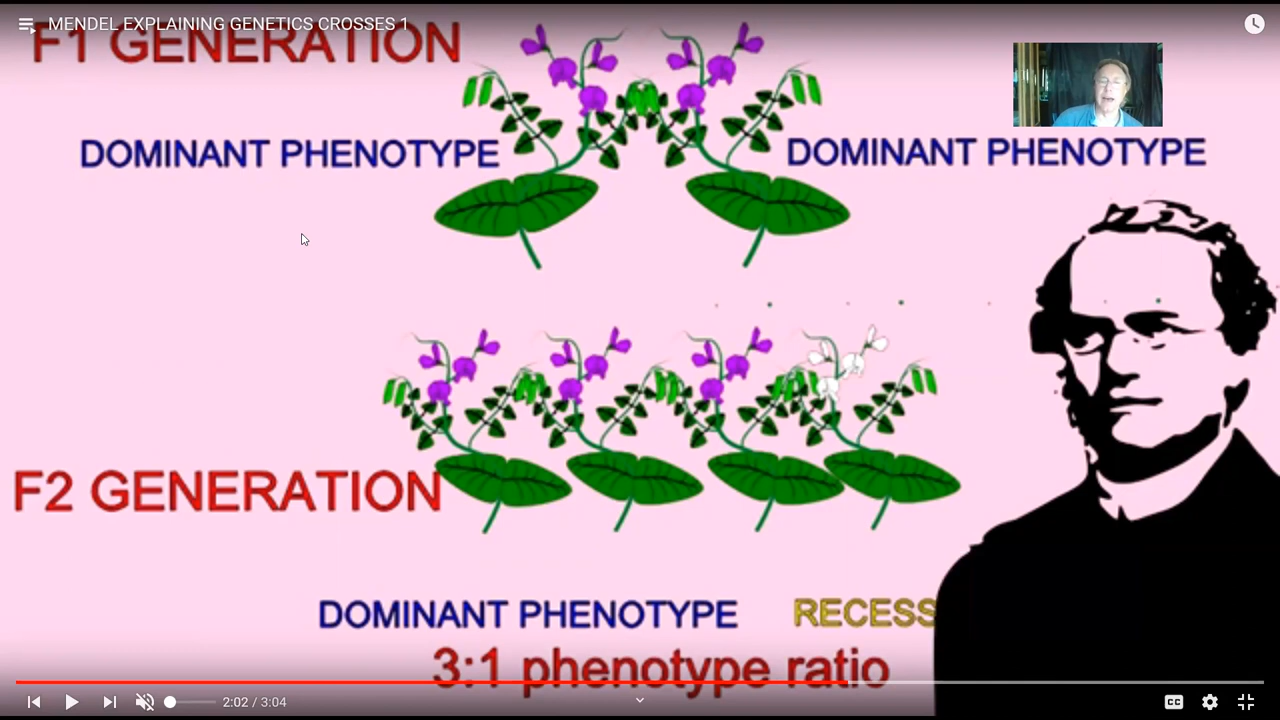 MENDEL EXPLAINING GENETICS CROSSES 1
F1 GENERATION
DOMINANT PHENOTYPE
DOMINANT PHENOTYPE
F2 GENERATION
DOMINANT PHENOTYPE
RECESS
3:1 phenotype ratio
2:02 / 3:04
CC